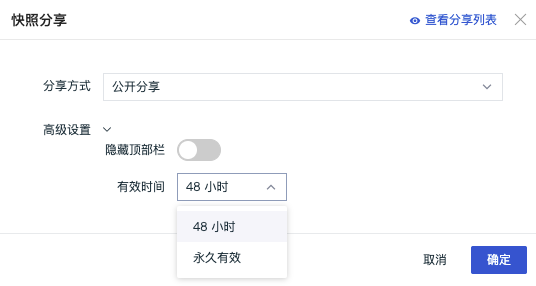 快照分享
查看分享列表
分享方式
公开分享
高级设置
隐藏顶部栏
有效时间
48 小时
48 小时
永久有效
取消
确定